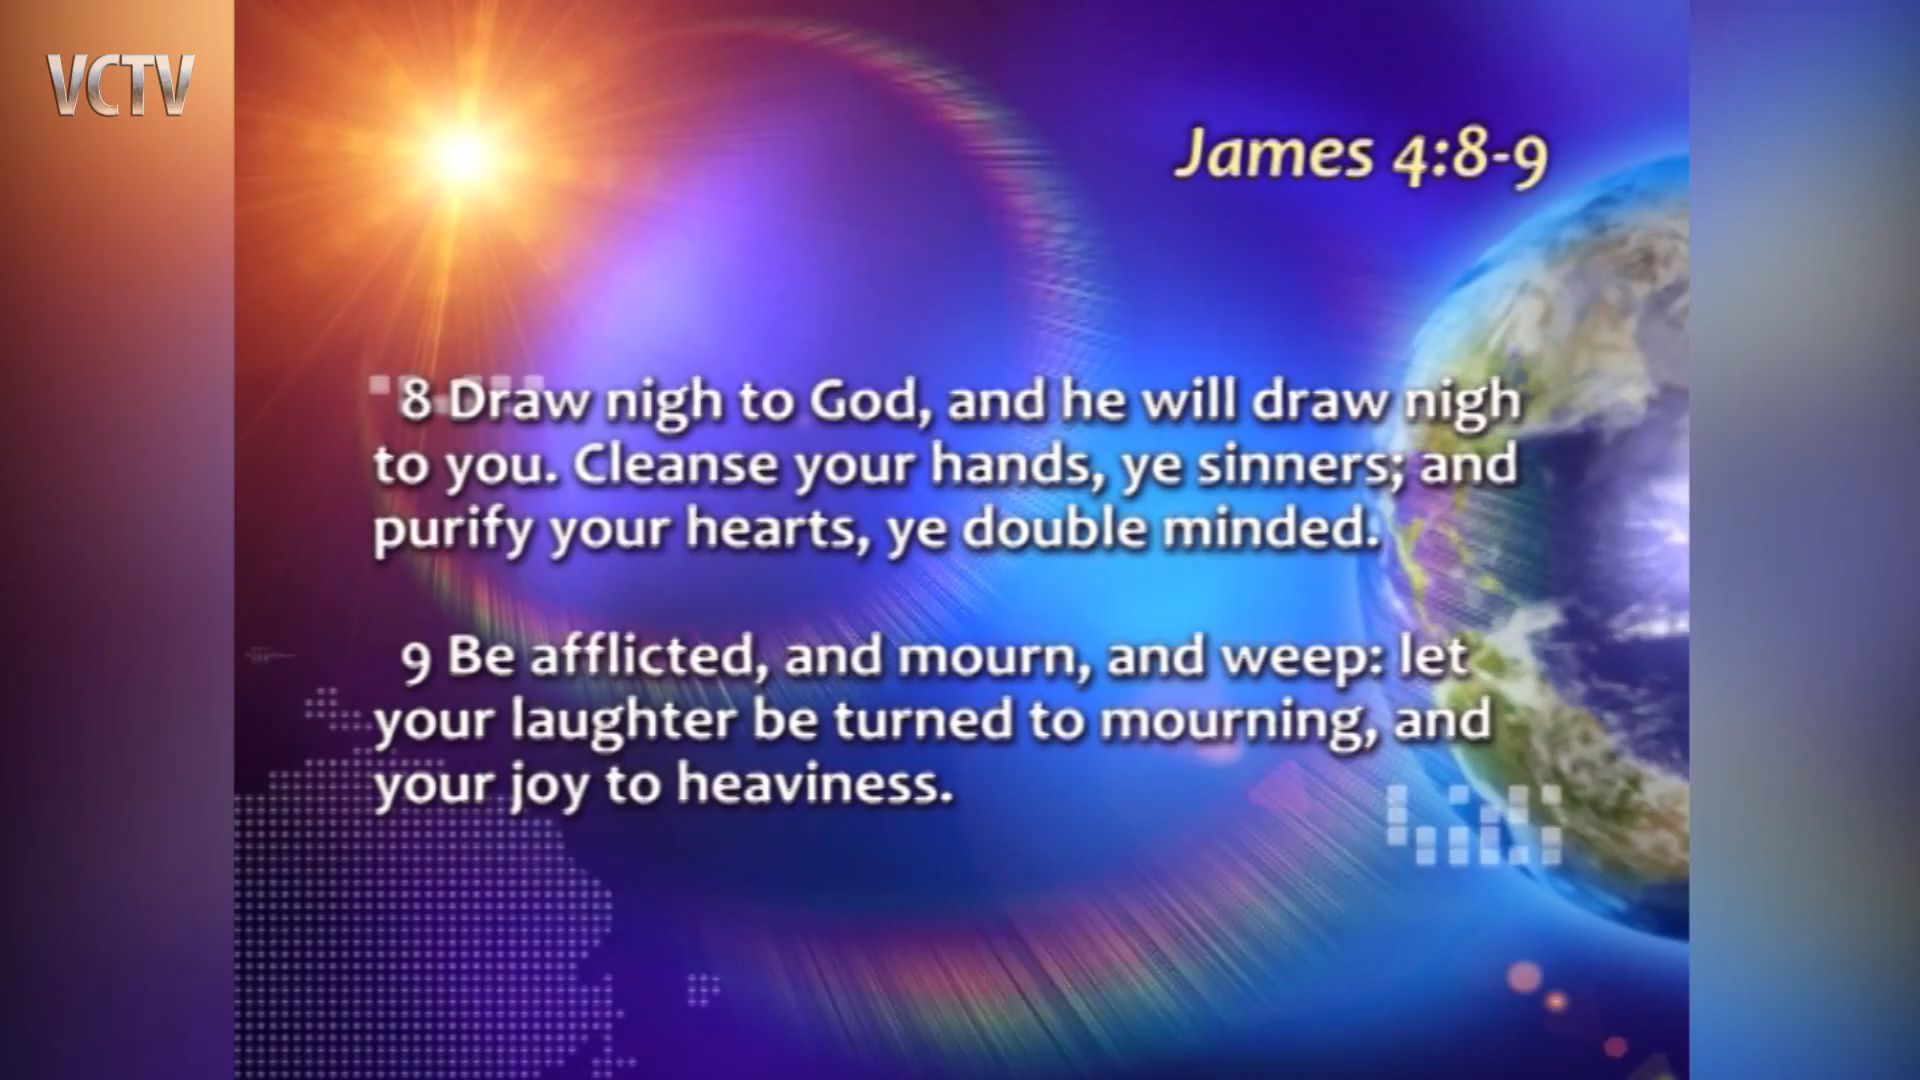 VCTV
James 4:8-9
8 Draw nigh to God, and he will draw nigh
to you. Cleanse your hands, ye sinners; and
purify your hearts, ye double minded.
9 Be afflicted, and mourn, and weep: let
your laughter be turned to mourning, and
your joy to heaviness.